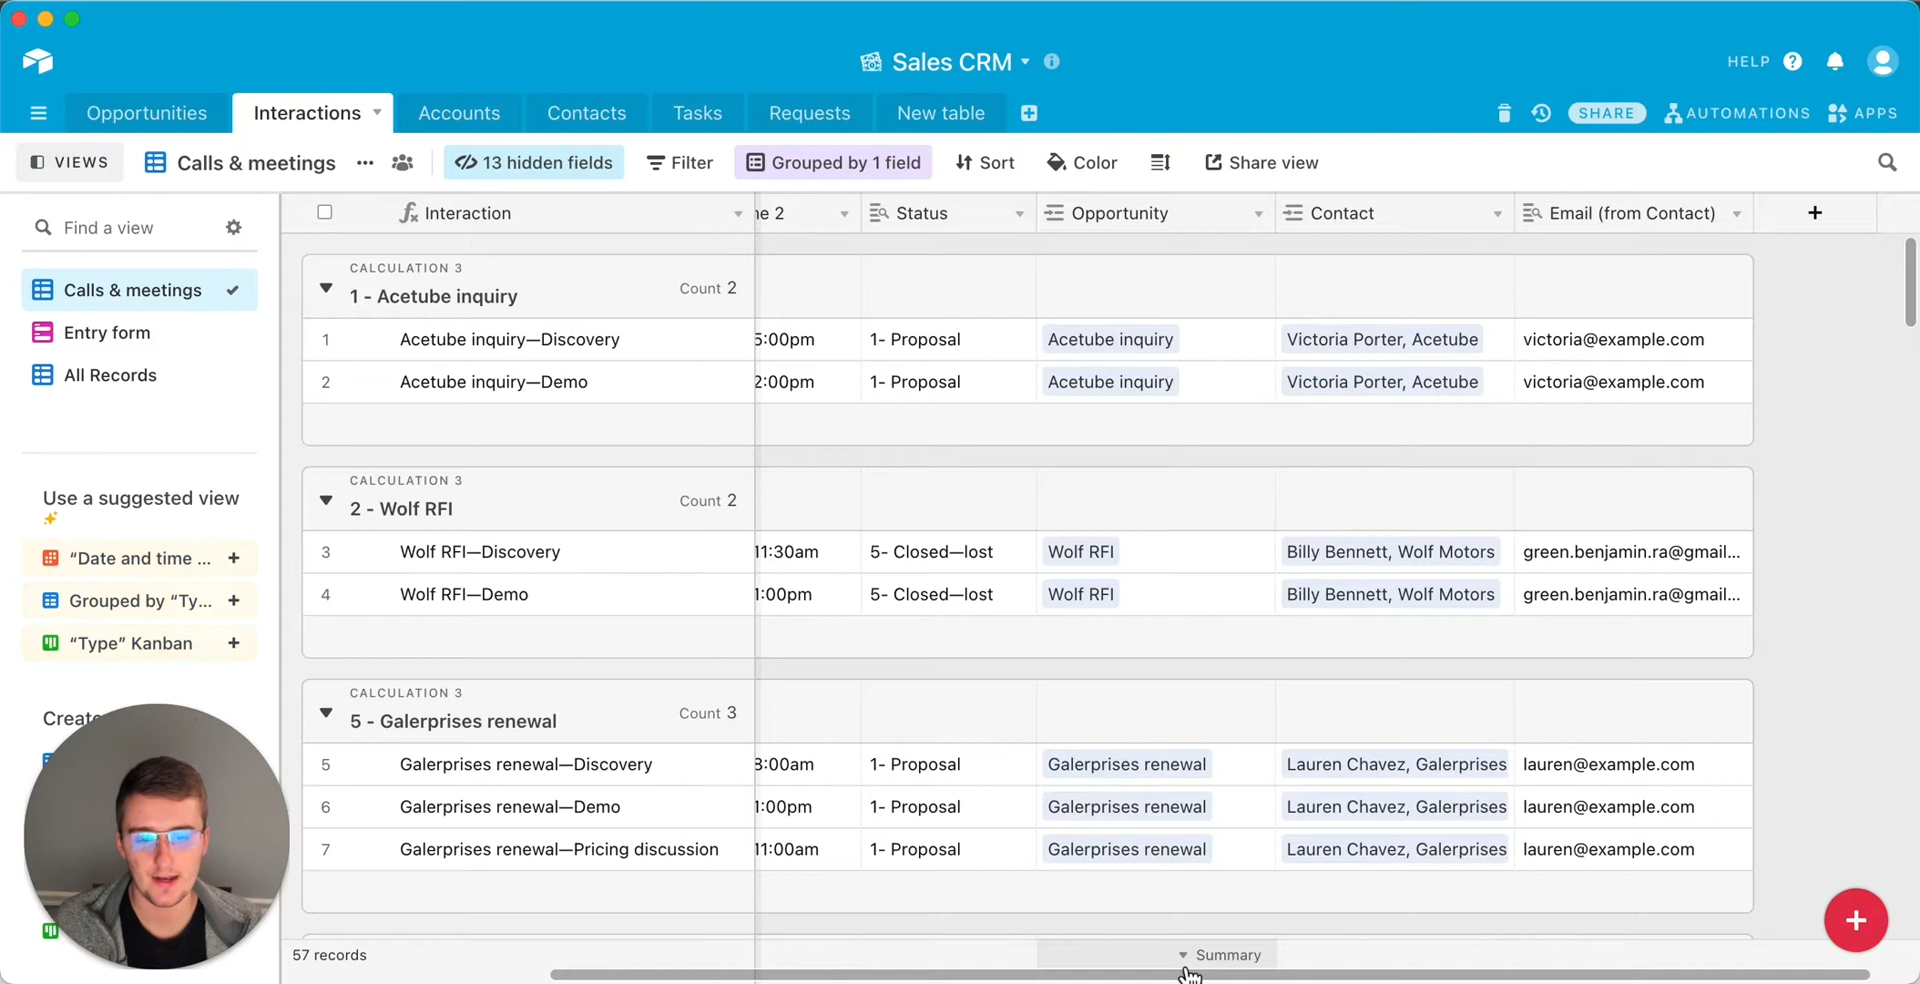 Sales CRM
HELP
Opportunities
Interactions
Accounts
Contacts
Tasks
Requests
New table
SHARE
AUTOMATIONS
APPS
VIEWS
Calls & meetings
13 hidden fields
Filter
Grouped by 1 field
Sort
Color
Share view
Find a view
Calls & meetings
Entry form
All Records
Use a suggested view
“Date and time ...
Grouped by “Ty...
“Type” Kanban
Interaction
ne 2
Status
Opportunity
Contact
Email (from Contact)
CALCULATION 3
1 - Acetube inquiry
Count 2
1 Acetube inquiry—Discovery 5:00pm 1- Proposal Acetube inquiry Victoria Porter, Acetube victoria@example.com
2 Acetube inquiry—Demo 2:00pm 1- Proposal Acetube inquiry Victoria Porter, Acetube victoria@example.com
CALCULATION 3
2 - Wolf RFI
Count 2
3 Wolf RFI—Discovery 11:30am 5- Closed—lost Wolf RFI Billy Bennett, Wolf Motors green.benjamin.ra@gmail...
4 Wolf RFI—Demo 1:00pm 5- Closed—lost Wolf RFI Billy Bennett, Wolf Motors green.benjamin.ra@gmail...
CALCULATION 3
5 - Galerprises renewal
Count 3
5 Galerprises renewal—Discovery 8:00am 1- Proposal Galerprises renewal Lauren Chavez, Galerprises lauren@example.com
6 Galerprises renewal—Demo 1:00pm 1- Proposal Galerprises renewal Lauren Chavez, Galerprises lauren@example.com
7 Galerprises renewal—Pricing discussion 11:00am 1- Proposal Galerprises renewal Lauren Chavez, Galerprises lauren@example.com
57 records
Summary